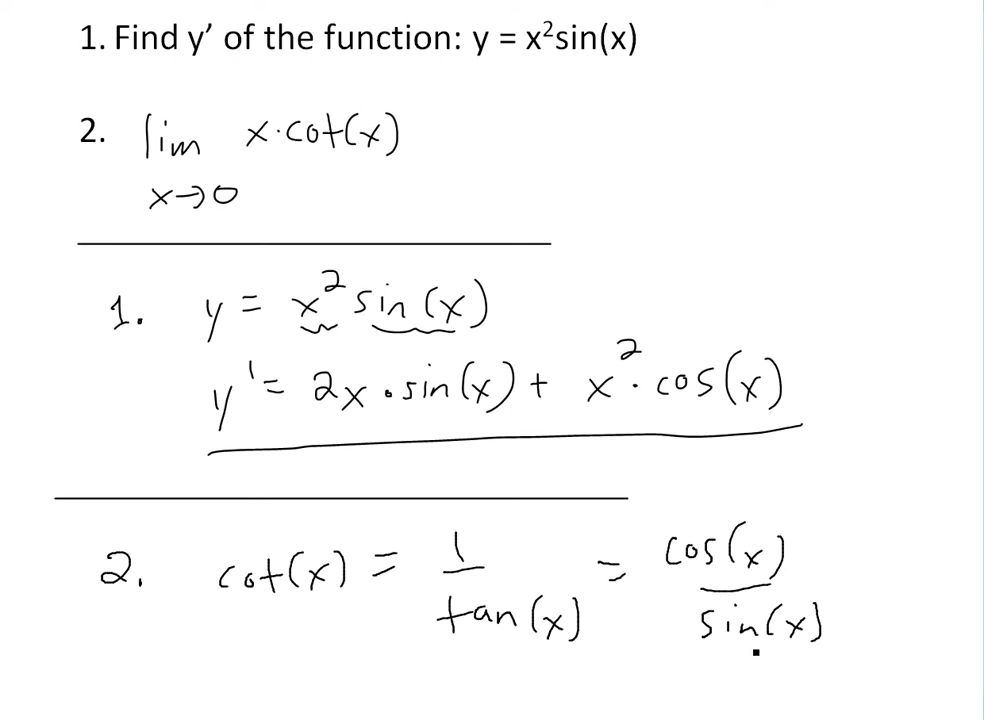 1. Find y’ of the function: y = x²sin(x)
2. lim x·cot(x)
x→0
1. y = x² sin(x)
y' = 2x · sin(x) + x² · cos(x)
2. cot(x) = 1/tan(x) = cos(x)/sin(x)